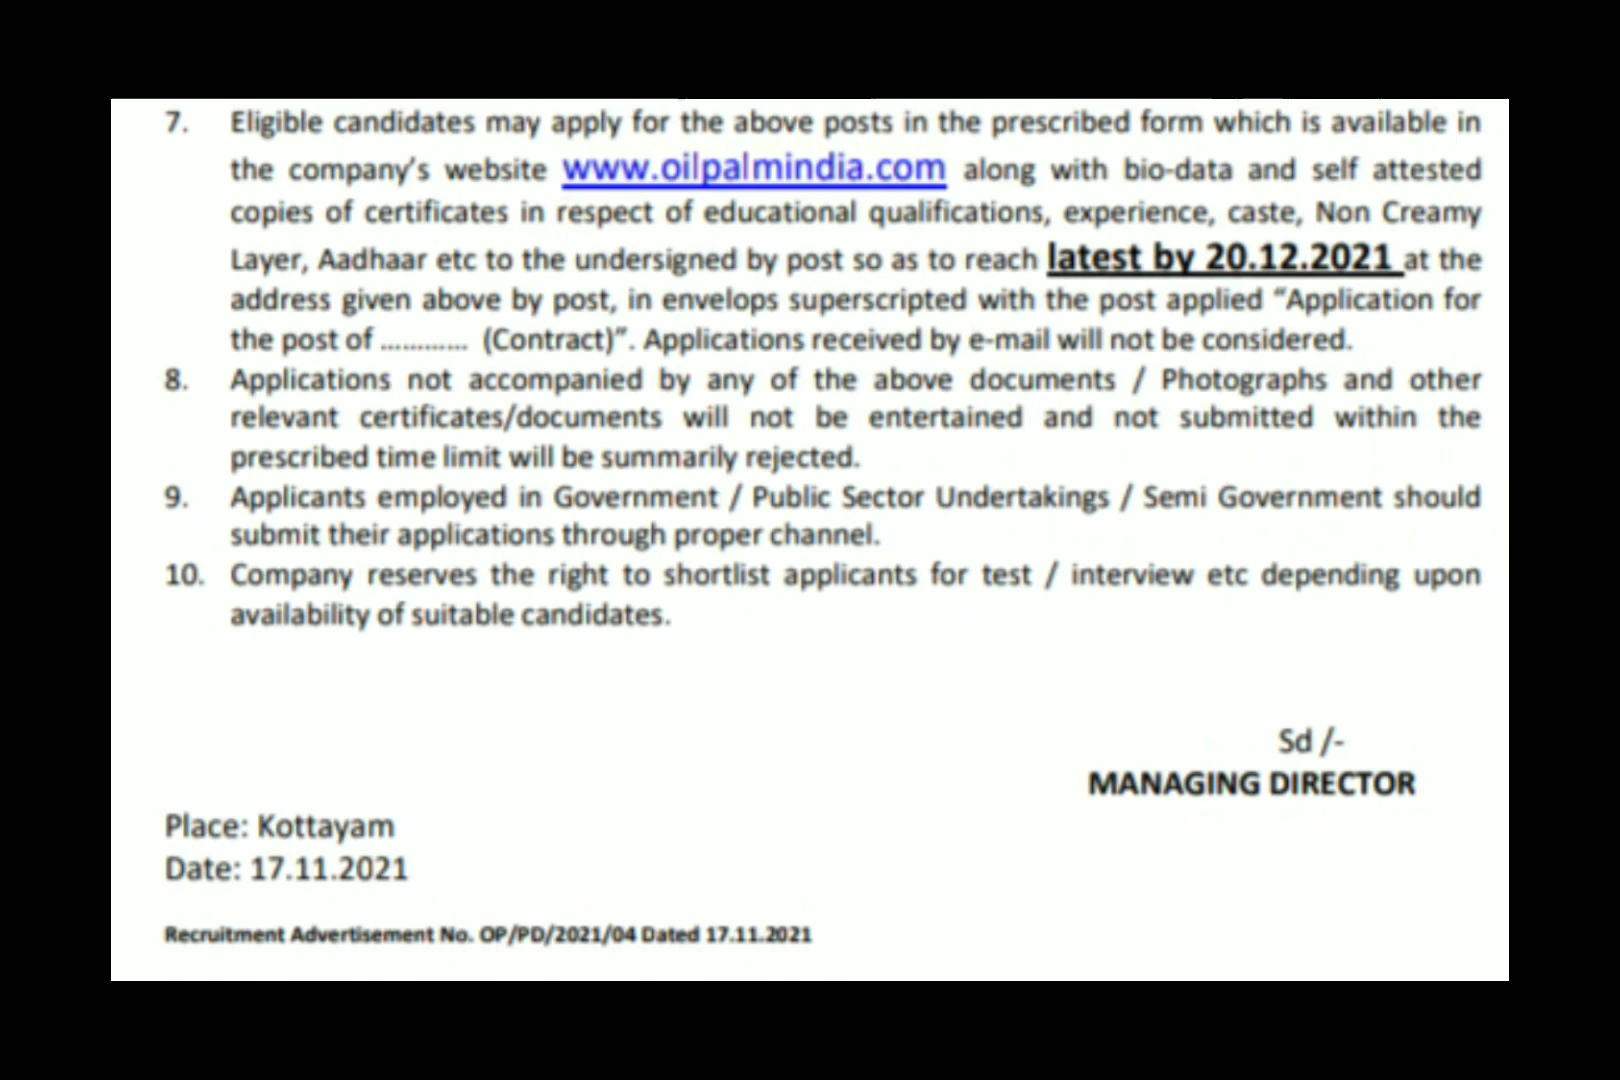 7. Eligible candidates may apply for the above posts in the prescribed form which is available in
the company's website www.oilpalmindia.com along with bio-data and self attested
copies of certificates in respect of educational qualifications, experience, caste, Non Creamy
Layer, Aadhaar etc to the undersigned by post so as to reach latest by 20.12.2021 at the
address given above by post, in envelops superscripted with the post applied “Application for
the post of ............ (Contract)”. Applications received by e-mail will not be considered.
8. Applications not accompanied by any of the above documents / Photographs and other
relevant certificates/documents will not be entertained and not submitted within the
prescribed time limit will be summarily rejected.
9. Applicants employed in Government / Public Sector Undertakings / Semi Government should
submit their applications through proper channel.
10. Company reserves the right to shortlist applicants for test / interview etc depending upon
availability of suitable candidates.
Sd /-
MANAGING DIRECTOR
Place: Kottayam
Date: 17.11.2021
Recruitment Advertisement No. OP/PD/2021/04 Dated 17.11.2021